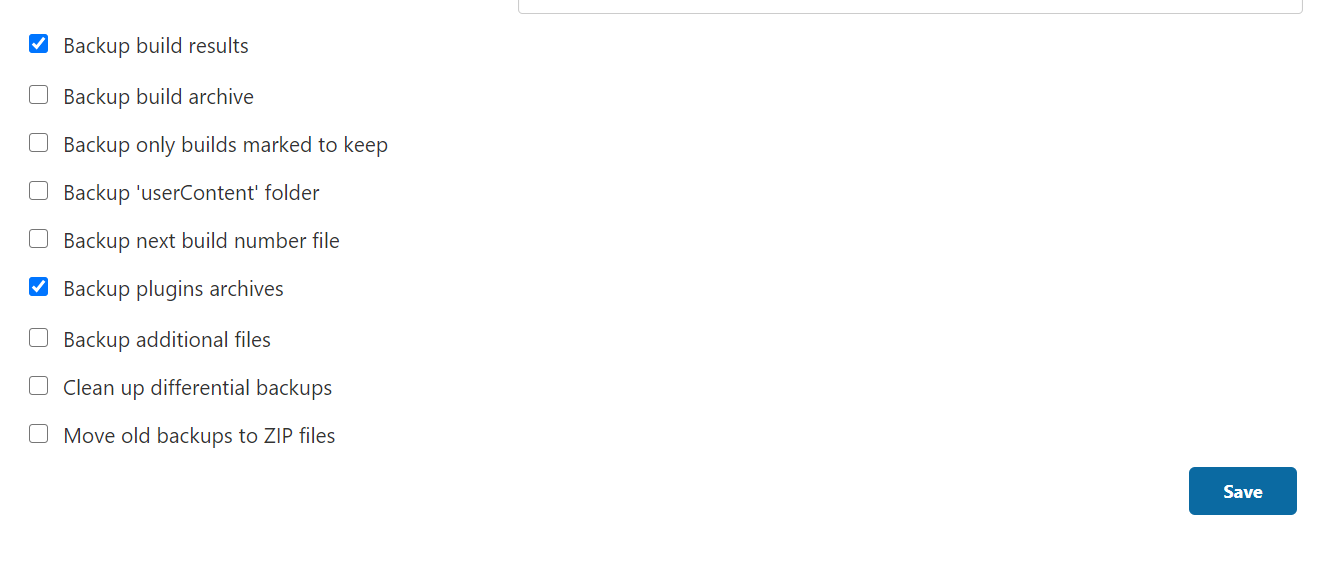 Backup build results
Backup build archive
Backup only builds marked to keep
Backup 'userContent' folder
Backup next build number file
Backup plugins archives
Backup additional files
Clean up differential backups
Move old backups to ZIP files
Save